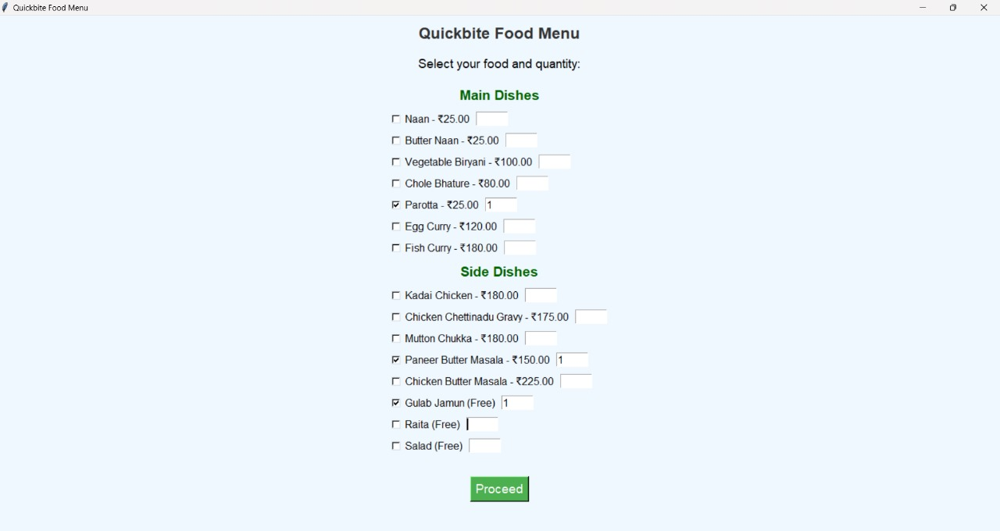 Quickbite Food Menu
Quickbite Food Menu
Select your food and quantity:
Main Dishes
Naan - ₹25.00
Butter Naan - ₹25.00
Vegetable Biryani - ₹100.00
Chole Bhature - ₹80.00
Parotta - ₹25.00 1
Egg Curry - ₹120.00
Fish Curry - ₹180.00
Side Dishes
Kadai Chicken - ₹180.00
Chicken Chettinadu Gravy - ₹175.00
Mutton Chukka - ₹180.00
Paneer Butter Masala - ₹150.00 1
Chicken Butter Masala - ₹225.00
Gulab Jamun (Free) 1
Raita (Free)
Salad (Free)
Proceed